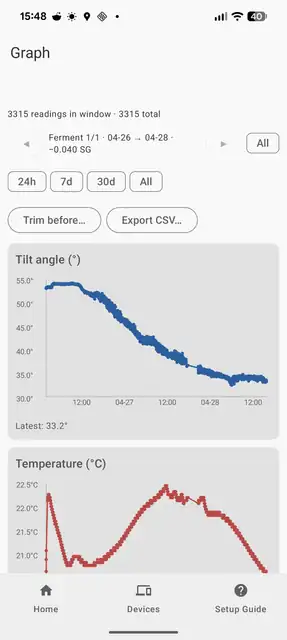 15:48
40
Graph
3315 readings in window · 3315 total
Ferment 1/1 · 04-26 → 04-28 ·
−0.040 SG
All
24h
7d
30d
All
Trim before…
Export CSV…
Tilt angle (°)
55.0°
50.0°
45.0°
40.0°
35.0°
30.0°
12:00
04-27
12:00
04-28
12:00
Latest: 33.2°
Temperature (°C)
22.5°C
22.0°C
21.5°C
21.0°C
Home
Devices
Setup Guide